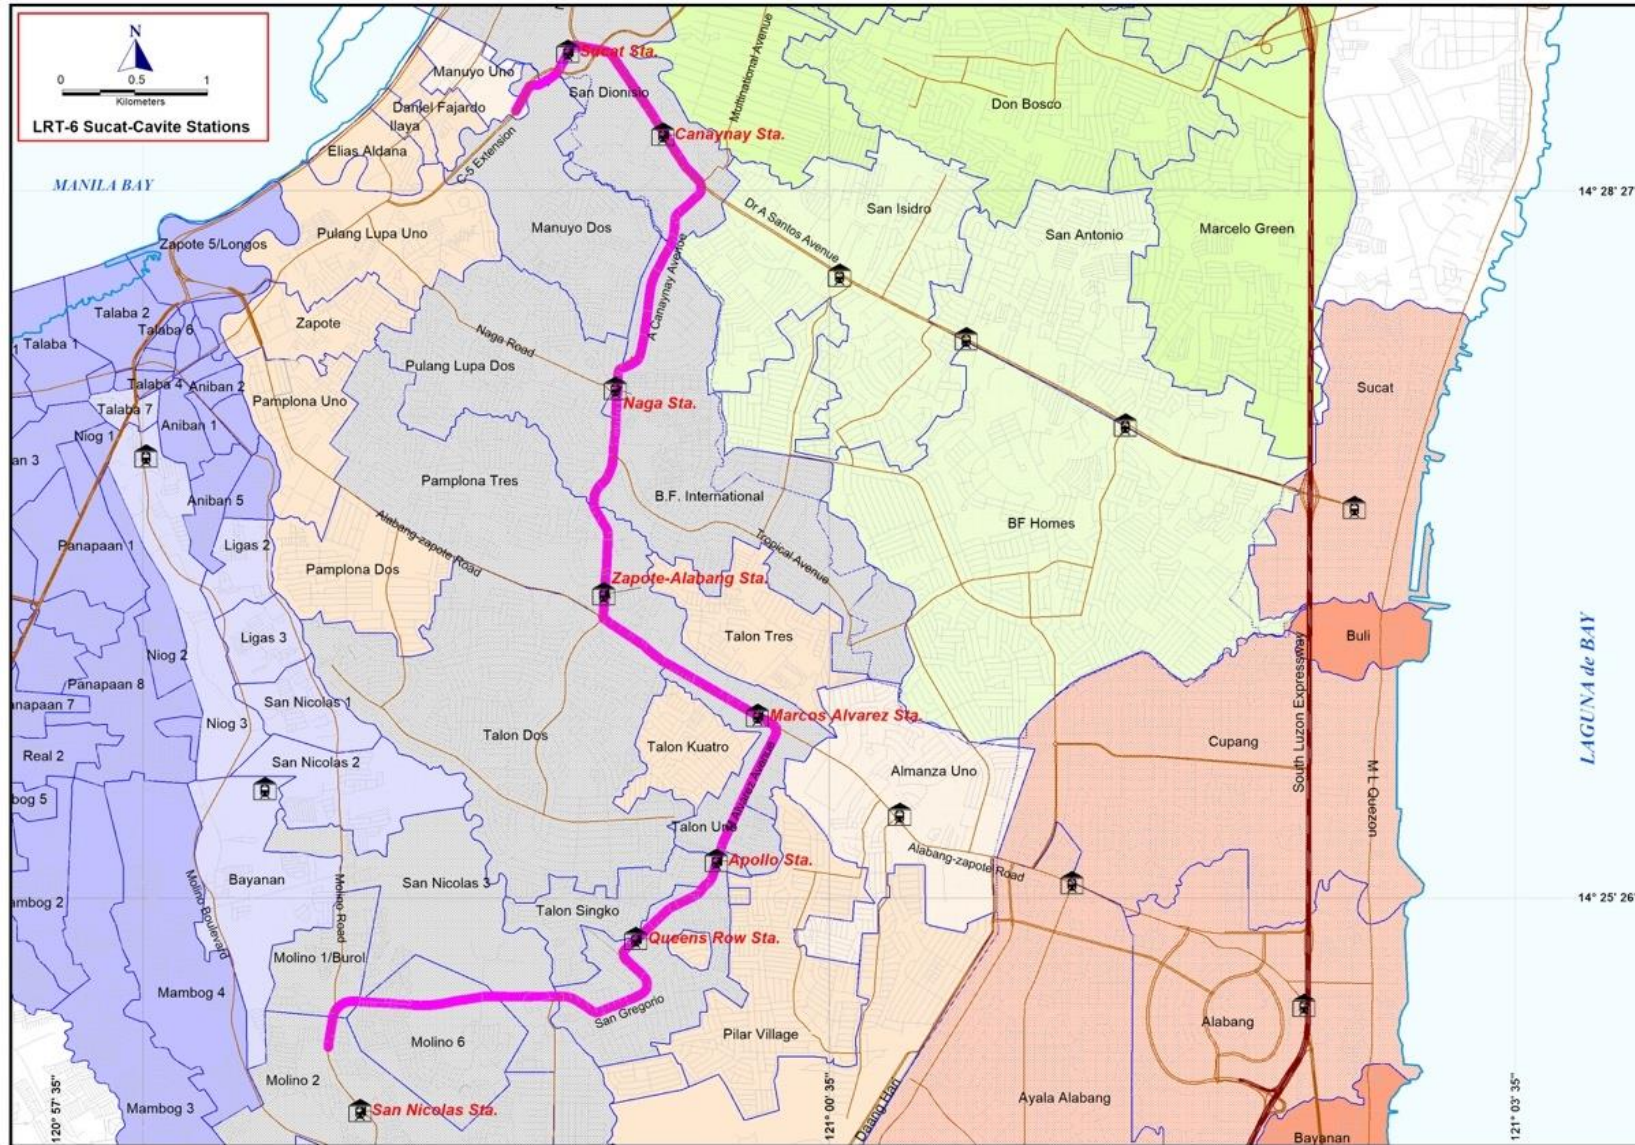 N
0 0.5 1
Kilometers
LRT-6 Sucat-Cavite Stations
MANILA BAY
Sucat Sta.
Manuyo Uno
San Dionisio
Daniel Fajardo
Ilaya
Elias Aldana
C-5 Extension
Canaynay Sta.
Multinational Avenue
Don Bosco
14° 28' 27"
Zapote 5/Longos
Pulang Lupa Uno
Manuyo Dos
Dr A Santos Avenue
San Isidro
San Antonio
Marcelo Green
A Canaynay Avenue
Talaba 2
Talaba 6
Talaba 1
Zapote
Naga Road
Pulang Lupa Dos
Talaba 4
Aniban 2
Pamplona Uno
Talaba 7
Aniban 1
Niog 1
Naga Sta.
Sucat
an 3
Pamplona Tres
B.F. International
Aniban 5
BF Homes
Alabang-zapote Road
Panapaan 1
Ligas 2
Tropical Avenue
Pamplona Dos
Zapote-Alabang Sta.
Ligas 3
Talon Tres
Buli
Niog 2
Panapaan 8
San Nicolas 1
South Luzon Expressway
LAGUNA de BAY
Niog 3
Marcos Alvarez Sta.
Talon Dos
Talon Kuatro
Cupang
Real 2
San Nicolas 2
Almanza Uno
M L Quezon
bog 5
M Alvarez Avenue
Talon Uno
Apollo Sta.
Alabang-zapote Road
Bayanan
San Nicolas 3
14° 25' 26"
Molino Boulevard
Molino Road
Talon Singko
Queens Row Sta.
Molino 1/Burol
Mambog 4
San Gregorio
Molino 6
Pilar Village
Alabang
Molino 2
Daang Hari
Ayala Alabang
Mambog 3
San Nicolas Sta.
Bayanan
120° 57' 35"
121° 00' 35"
121° 03' 35"